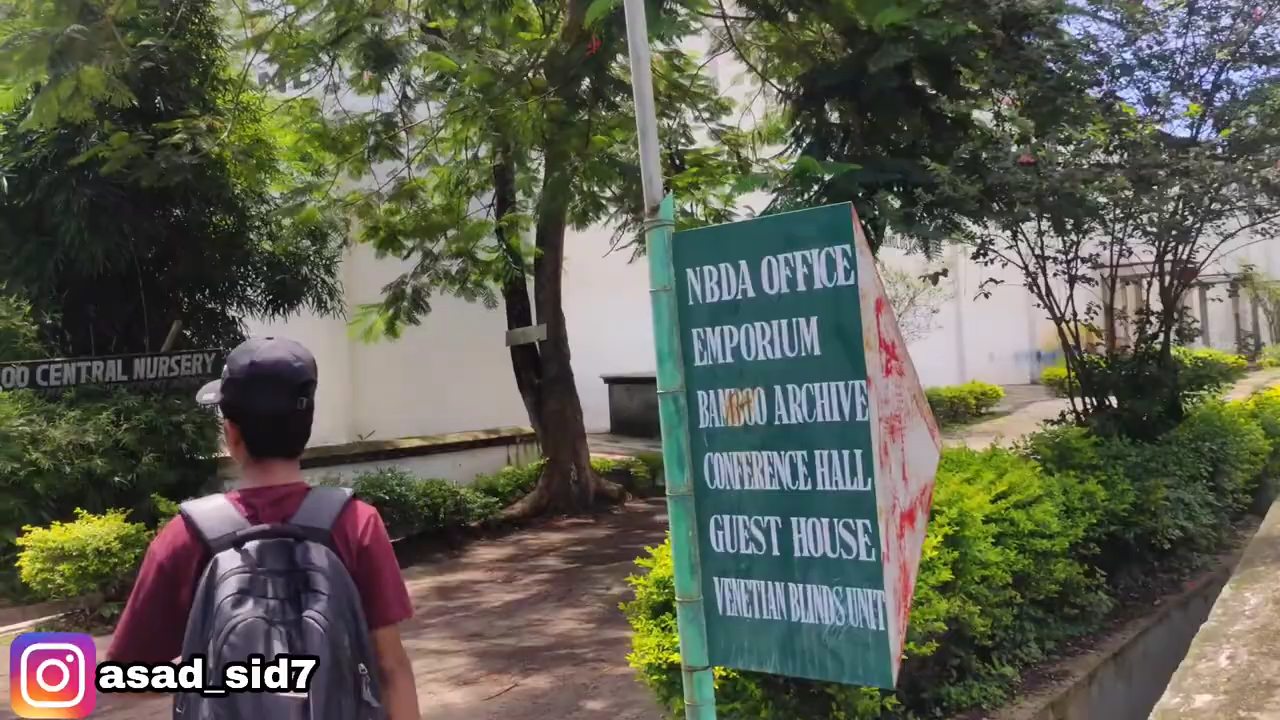 OO CENTRAL NURSERY
NBDA OFFICE
EMPORIUM
BAMBOO ARCHIVE
CONFERENCE HALL
GUEST HOUSE
VENETIAN BLINDS UNIT
asad_sid7